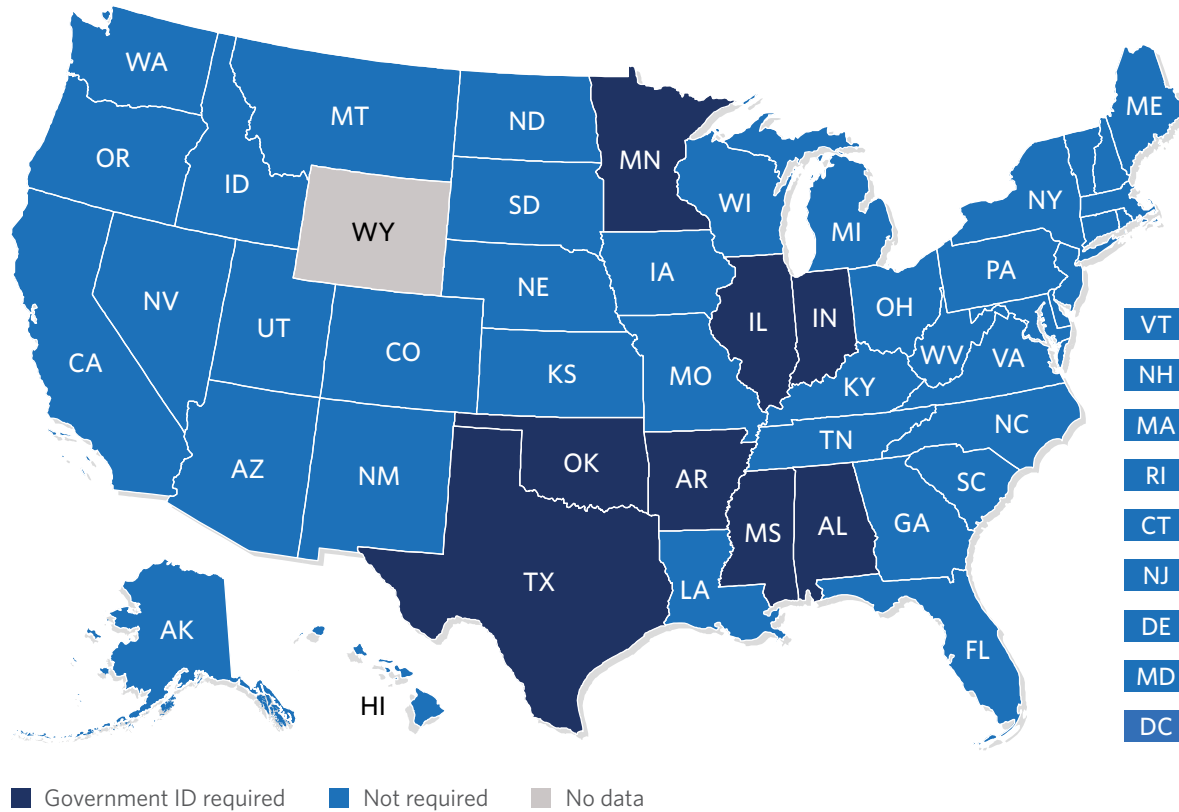 WA
MT
ND
MN
ME
OR
ID
SD
WI
MI
NY
WY
IA
PA
NV
NE
IL
IN
OH
UT
CO
WV
VA
CA
KS
MO
KY
VT
NH
NC
TN
MA
AZ
NM
OK
AR
SC
RI
MS
AL
GA
CT
TX
LA
NJ
AK
DE
FL
MD
HI
DC
Government ID required
Not required
No data